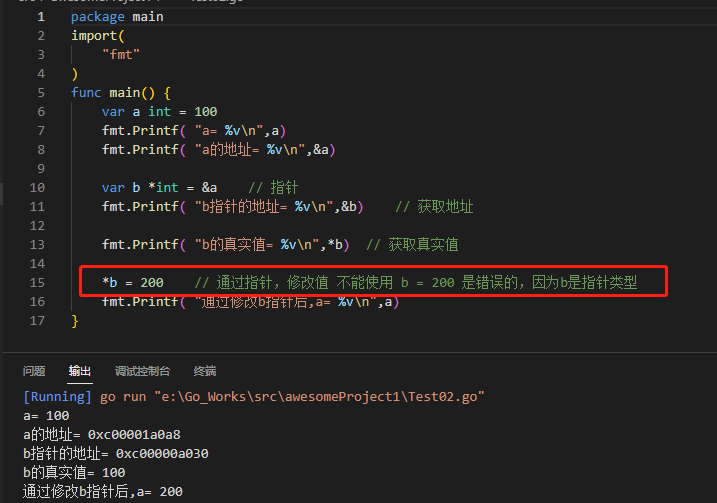 1 package main
2 import(
3 "fmt"
4 )
5 func main() {
6 var a int = 100
7 fmt.Printf( "a= %v\n",a)
8 fmt.Printf( "a的地址= %v\n",&a)
9
10 var b *int = &a // 指针
11 fmt.Printf( "b指针的地址= %v\n",&b) // 获取地址
12
13 fmt.Printf( "b的真实值= %v\n",*b) // 获取真实值
14
15 *b = 200 // 通过指针，修改值 不能使用 b = 200 是错误的，因为b是指针类型
16 fmt.Printf( "通过修改b指针后,a= %v\n",a)
17 }
问题 输出 调试控制台 终端
[Running] go run "e:\Go_Works\src\awesomeProject1\Test02.go"
a= 100
a的地址= 0xc00001a0a8
b指针的地址= 0xc00000a030
b的真实值= 100
通过修改b指针后,a= 200